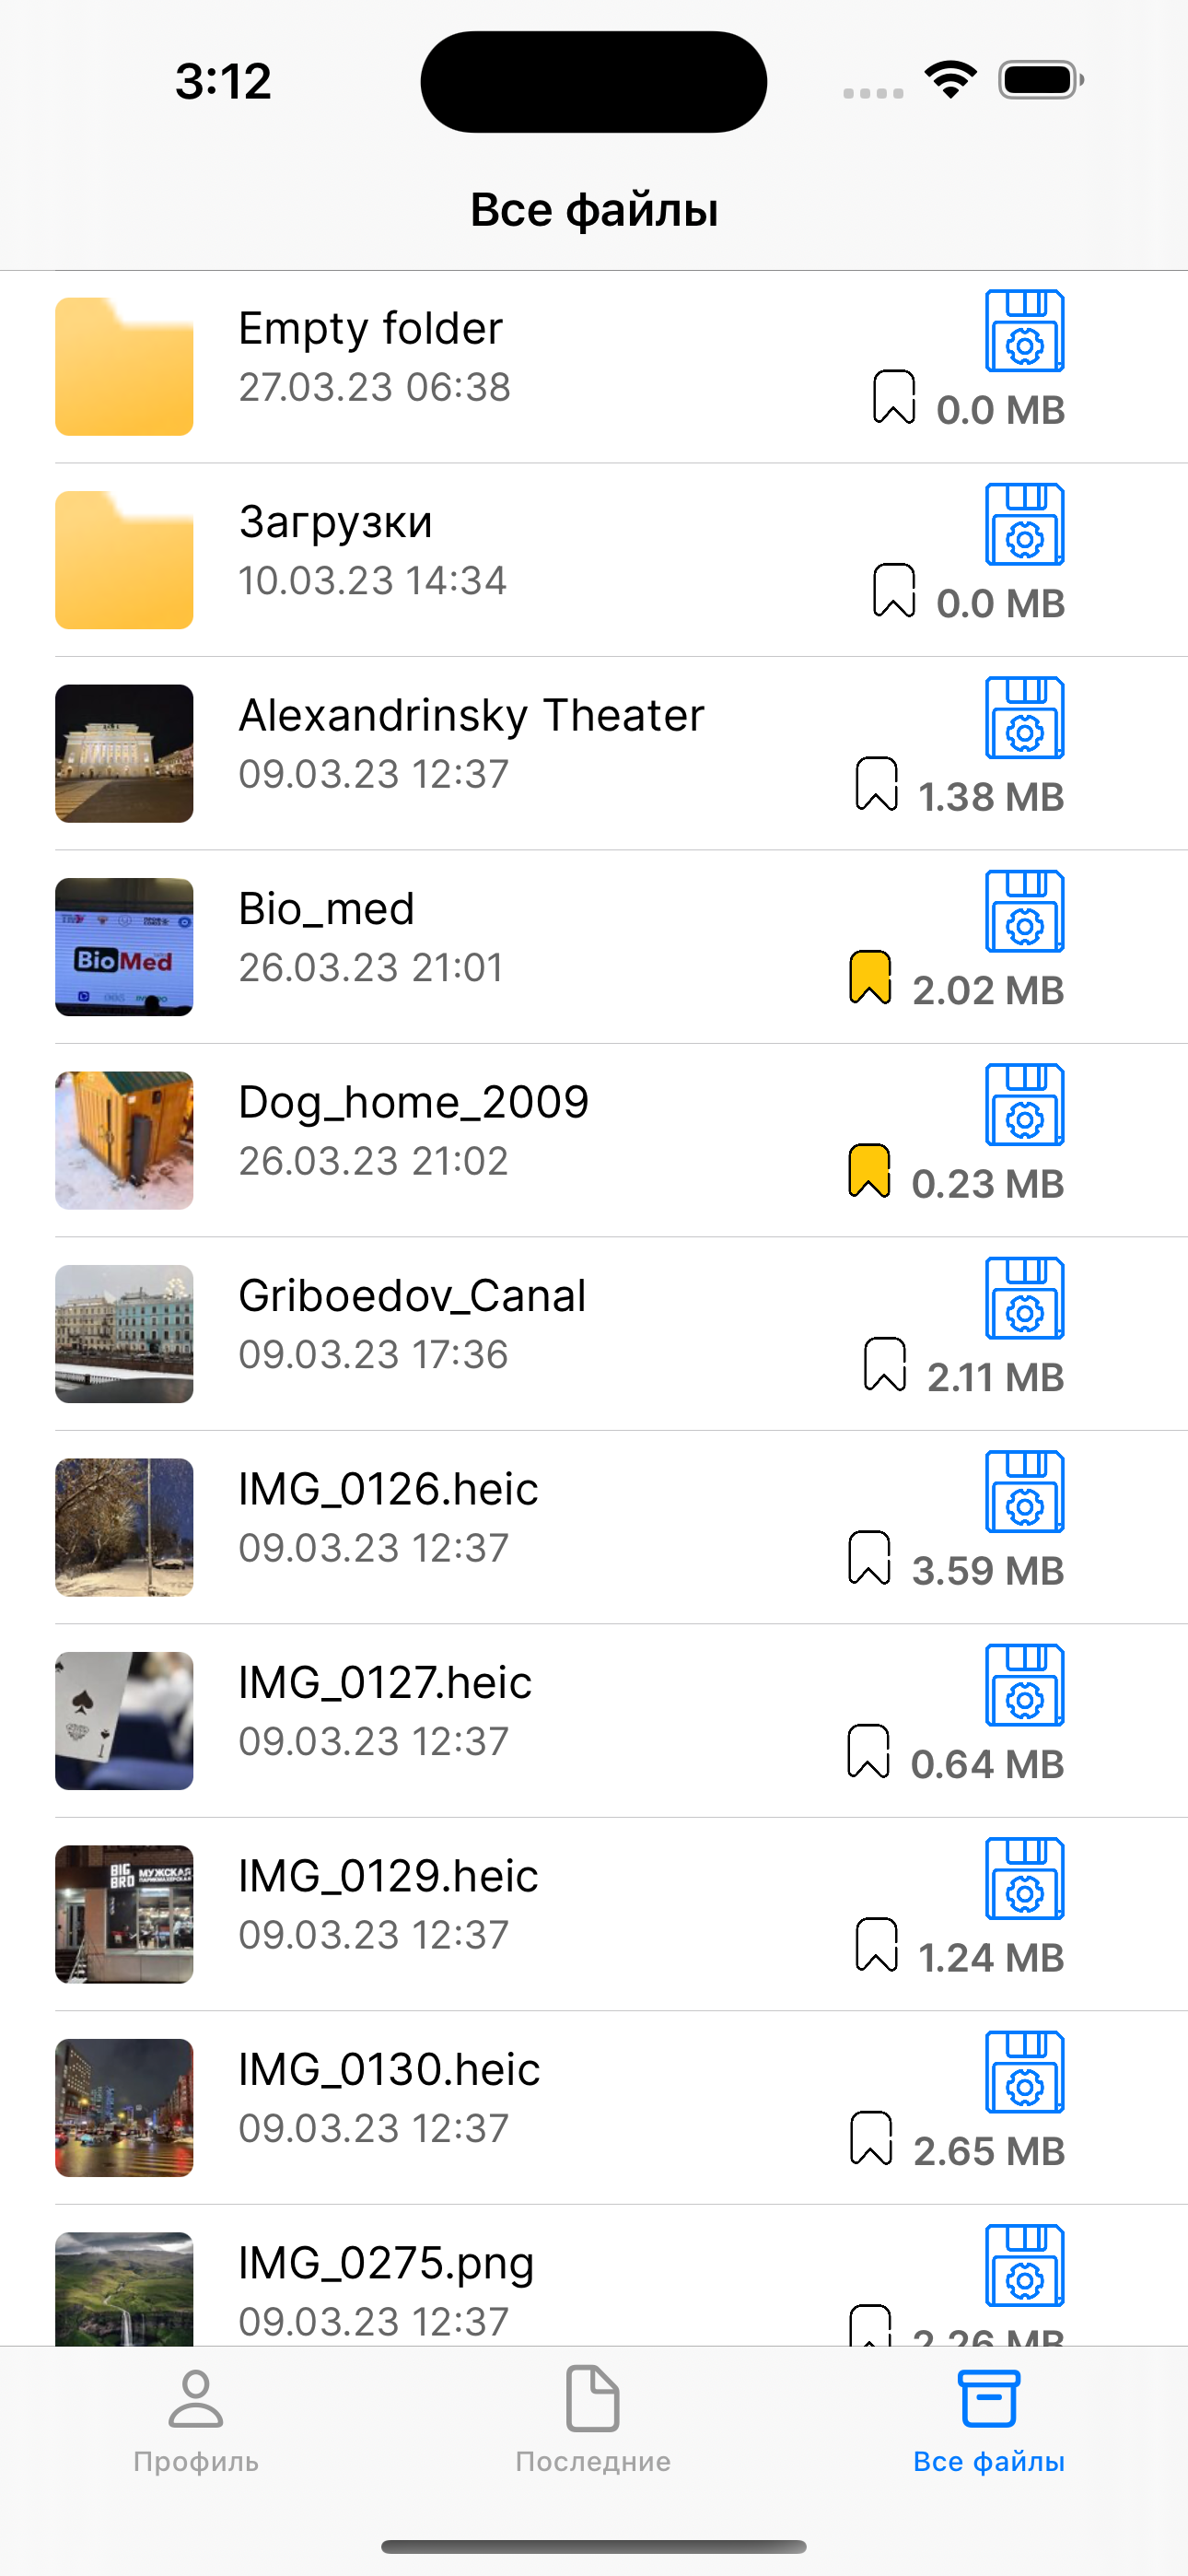 3:12
Все файлы
Empty folder
27.03.23 06:38
0.0 MB
Загрузки
10.03.23 14:34
0.0 MB
Alexandrinsky Theater
09.03.23 12:37
1.38 MB
BioMed
Bio_med
26.03.23 21:01
2.02 MB
Dog_home_2009
26.03.23 21:02
0.23 MB
Griboedov_Canal
09.03.23 17:36
2.11 MB
IMG_0126.heic
09.03.23 12:37
3.59 MB
IMG_0127.heic
09.03.23 12:37
0.64 MB
BIG BRO
МУЖСКАЯ
ПАРИКМАХЕРСКАЯ
IMG_0129.heic
09.03.23 12:37
1.24 MB
IMG_0130.heic
09.03.23 12:37
2.65 MB
IMG_0275.png
09.03.23 12:37
2.26 MB
Профиль
Последние
Все файлы